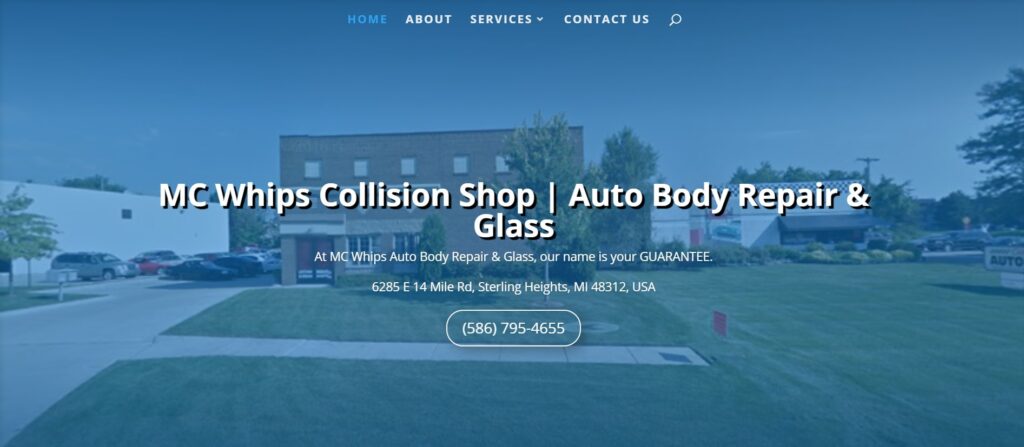 HOME ABOUT SERVICES CONTACT US
MC Whips Collision Shop | Auto Body Repair &
Glass
At MC Whips Auto Body Repair & Glass, our name is your GUARANTEE.
6285 E 14 Mile Rd, Sterling Heights, MI 48312, USA
AUTO
(586) 795-4655